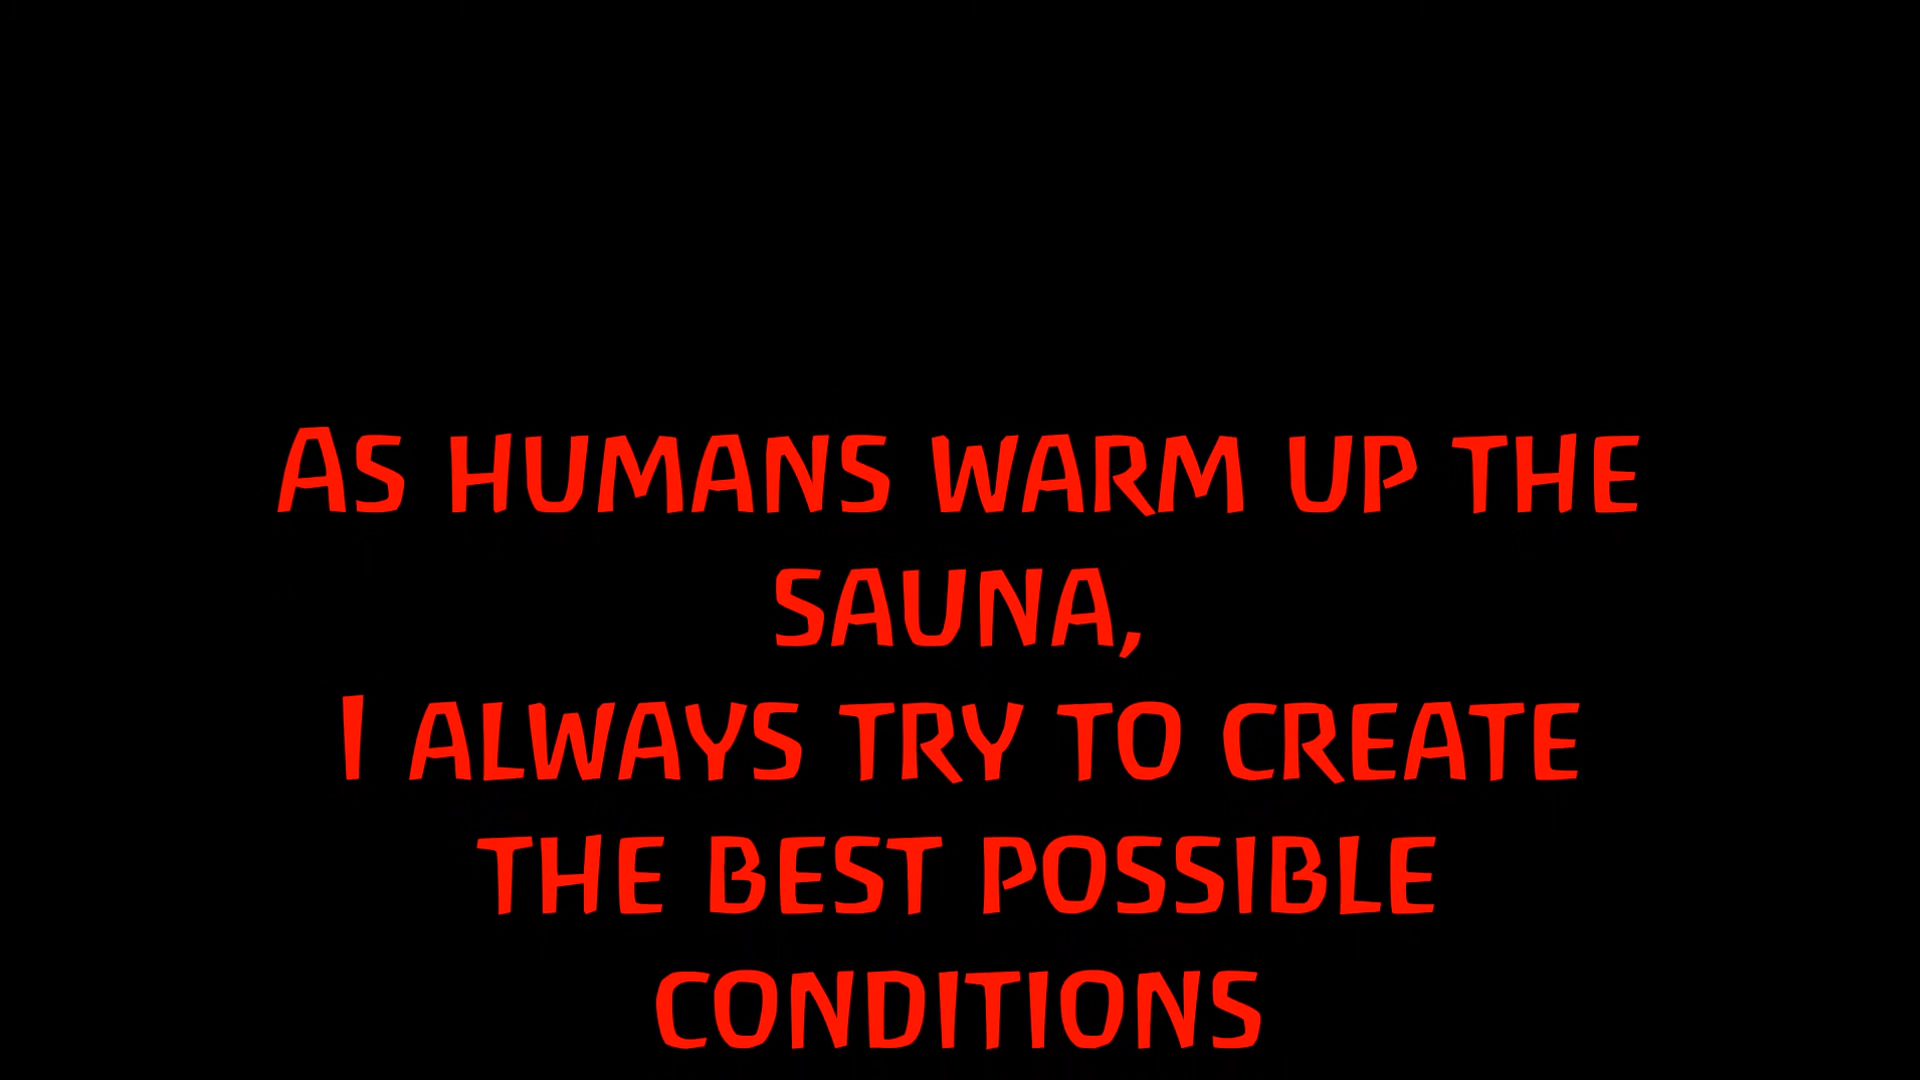 As humans warm up the
sauna,
I always try to create
the best possible
conditions